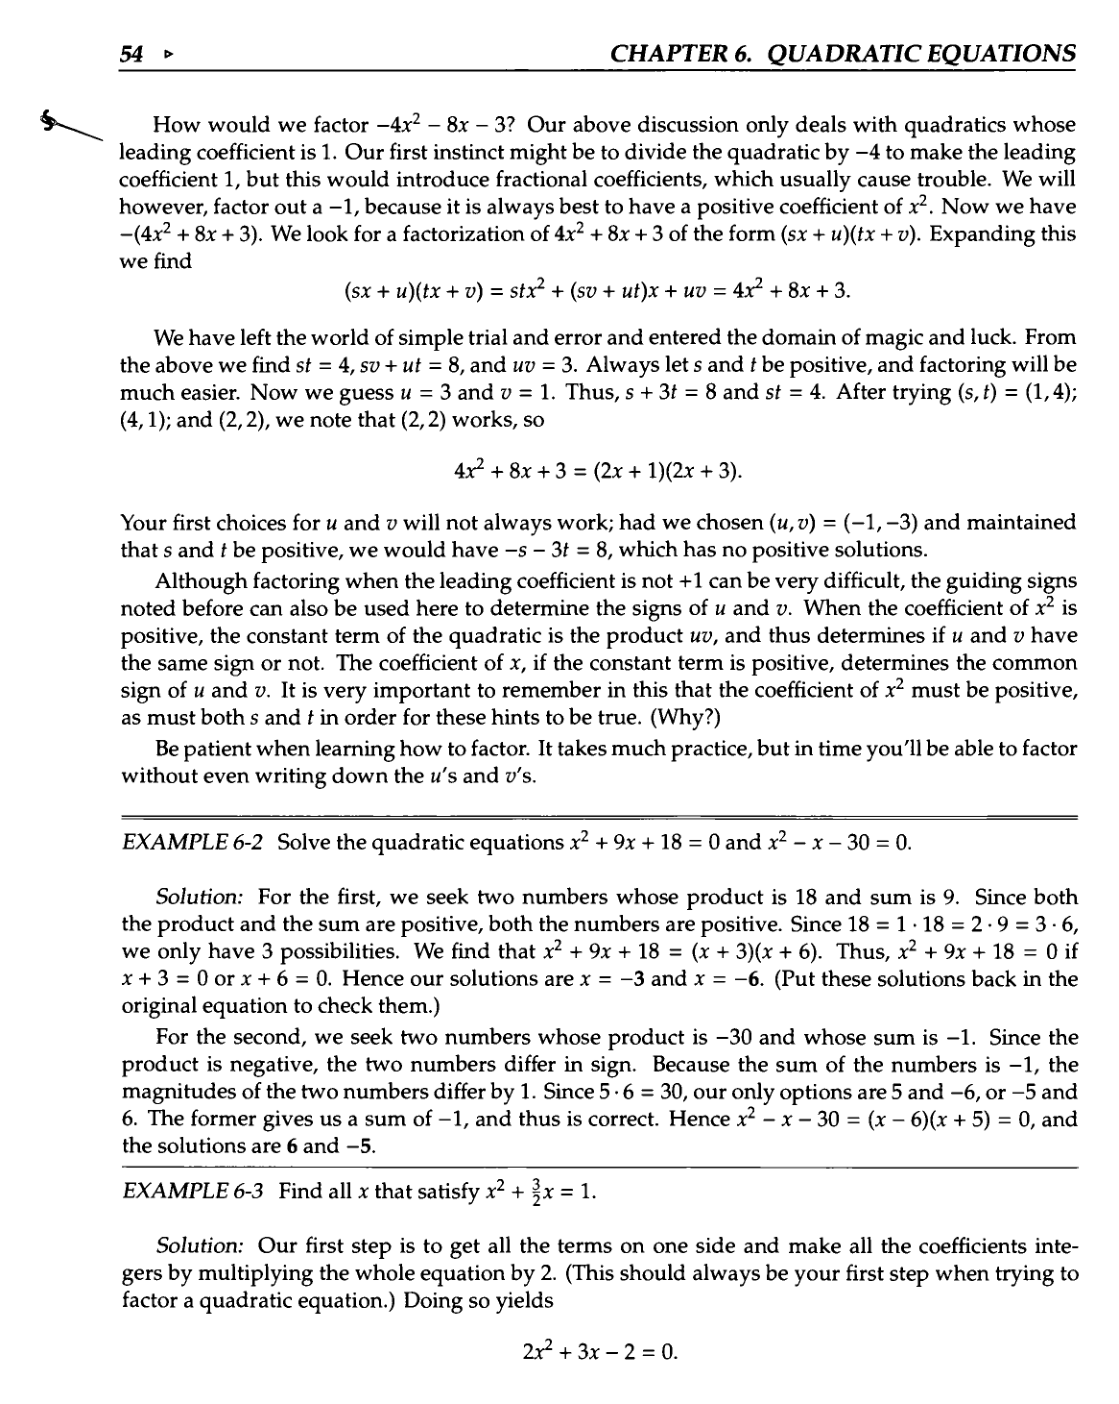 54 ▹ CHAPTER 6. QUADRATIC EQUATIONS
How would we factor −4x² − 8x − 3? Our above discussion only deals with quadratics whose
leading coefficient is 1. Our first instinct might be to divide the quadratic by −4 to make the leading
coefficient 1, but this would introduce fractional coefficients, which usually cause trouble. We will
however, factor out a −1, because it is always best to have a positive coefficient of x². Now we have
−(4x² + 8x + 3). We look for a factorization of 4x² + 8x + 3 of the form (sx + u)(tx + v). Expanding this
we find
(sx + u)(tx + v) = stx² + (sv + ut)x + uv = 4x² + 8x + 3.
We have left the world of simple trial and error and entered the domain of magic and luck. From
the above we find st = 4, sv + ut = 8, and uv = 3. Always let s and t be positive, and factoring will be
much easier. Now we guess u = 3 and v = 1. Thus, s + 3t = 8 and st = 4. After trying (s, t) = (1, 4);
(4, 1); and (2, 2), we note that (2, 2) works, so
4x² + 8x + 3 = (2x + 1)(2x + 3).
Your first choices for u and v will not always work; had we chosen (u, v) = (−1, −3) and maintained
that s and t be positive, we would have −s − 3t = 8, which has no positive solutions.
Although factoring when the leading coefficient is not +1 can be very difficult, the guiding signs
noted before can also be used here to determine the signs of u and v. When the coefficient of x² is
positive, the constant term of the quadratic is the product uv, and thus determines if u and v have
the same sign or not. The coefficient of x, if the constant term is positive, determines the common
sign of u and v. It is very important to remember in this that the coefficient of x² must be positive,
as must both s and t in order for these hints to be true. (Why?)
Be patient when learning how to factor. It takes much practice, but in time you'll be able to factor
without even writing down the u's and v's.
EXAMPLE 6-2 Solve the quadratic equations x² + 9x + 18 = 0 and x² − x − 30 = 0.
Solution: For the first, we seek two numbers whose product is 18 and sum is 9. Since both
the product and the sum are positive, both the numbers are positive. Since 18 = 1 · 18 = 2 · 9 = 3 · 6,
we only have 3 possibilities. We find that x² + 9x + 18 = (x + 3)(x + 6). Thus, x² + 9x + 18 = 0 if
x + 3 = 0 or x + 6 = 0. Hence our solutions are x = −3 and x = −6. (Put these solutions back in the
original equation to check them.)
For the second, we seek two numbers whose product is −30 and whose sum is −1. Since the
product is negative, the two numbers differ in sign. Because the sum of the numbers is −1, the
magnitudes of the two numbers differ by 1. Since 5 · 6 = 30, our only options are 5 and −6, or −5 and
6. The former gives us a sum of −1, and thus is correct. Hence x² − x − 30 = (x − 6)(x + 5) = 0, and
the solutions are 6 and −5.
EXAMPLE 6-3 Find all x that satisfy x² + 3/2x = 1.
Solution: Our first step is to get all the terms on one side and make all the coefficients inte-
gers by multiplying the whole equation by 2. (This should always be your first step when trying to
factor a quadratic equation.) Doing so yields
2x² + 3x − 2 = 0.